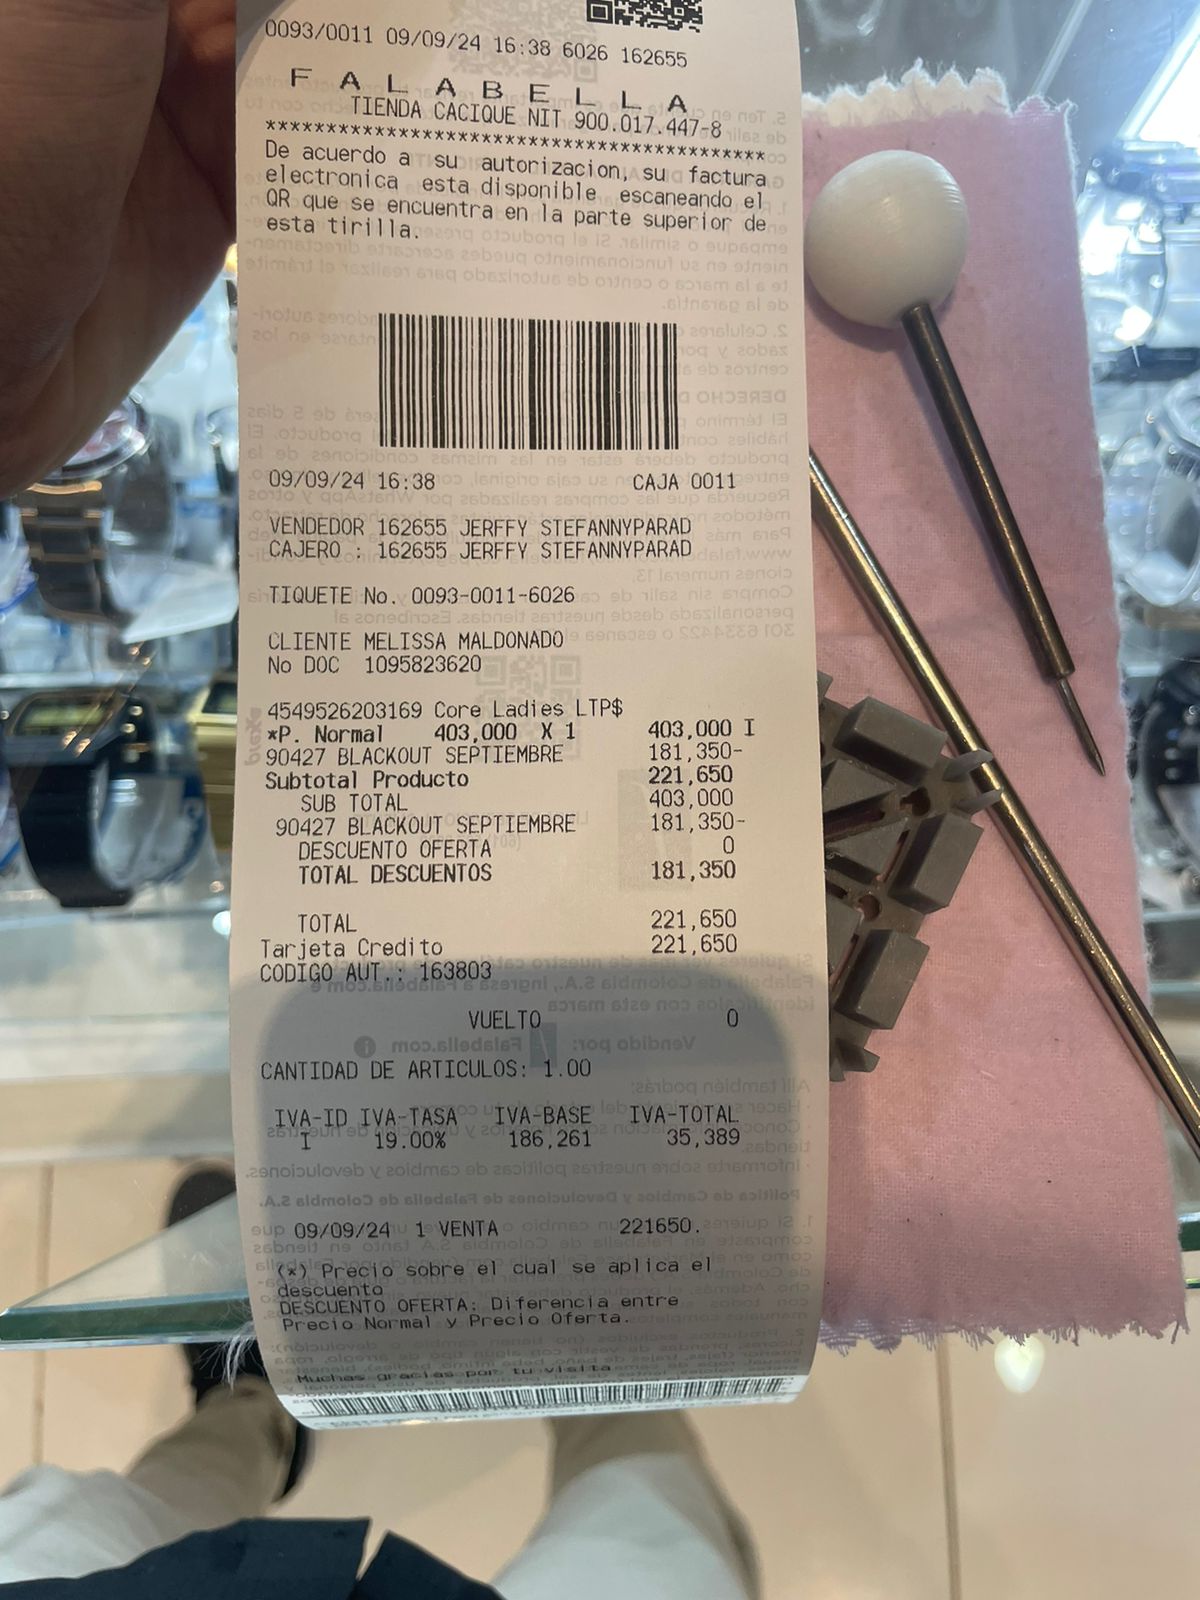 0093/0011 09/09/24 16:38 6026 162655
FALABELLA
TIENDA CACIQUE NIT 900.017.447-8
*****************************************
De acuerdo a su autorizacion, su factura
electronica esta disponible escaneando el
QR que se encuentra en la parte superior de
esta tirilla.
09/09/24 16:38 CAJA 0011
VENDEDOR 162655 JERFFY STEFANNYPARAD
CAJERO : 162655 JERFFY STEFANNYPARAD
TIQUETE No. 0093-0011-6026
CLIENTE MELISSA MALDONADO
No DOC 1095823620
4549526203169 Core Ladies LTP$
*P. Normal 403,000 X 1 403,000 I
90427 BLACKOUT SEPTIEMBRE 181,350-
Subtotal Producto 221,650
SUB TOTAL 403,000
90427 BLACKOUT SEPTIEMBRE 181,350-
DESCUENTO OFERTA 0
TOTAL DESCUENTOS 181,350
TOTAL 221,650
Tarjeta Credito 221,650
CODIGO AUT.: 163803
VUELTO 0
CANTIDAD DE ARTICULOS: 1.00
IVA-ID IVA-TASA IVA-BASE IVA-TOTAL
I 19.00% 186,261 35,389
09/09/24 1 VENTA 221650.
(*) Precio sobre el cual se aplica el
descuento
DESCUENTO OFERTA: Diferencia entre
Precio Normal y Precio Oferta.
Muchas gracias por tu visita